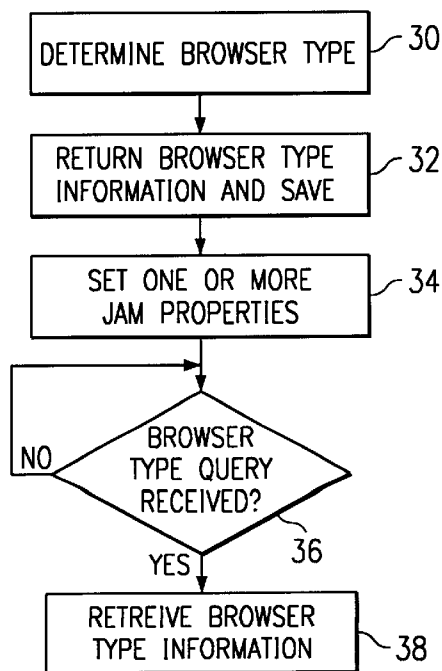 DETERMINE BROWSER TYPE
30
RETURN BROWSER TYPE
INFORMATION AND SAVE
32
SET ONE OR MORE
JAM PROPERTIES
34
BROWSER
TYPE QUERY
RECEIVED?
NO
36
YES
RETREIVE BROWSER
TYPE INFORMATION
38